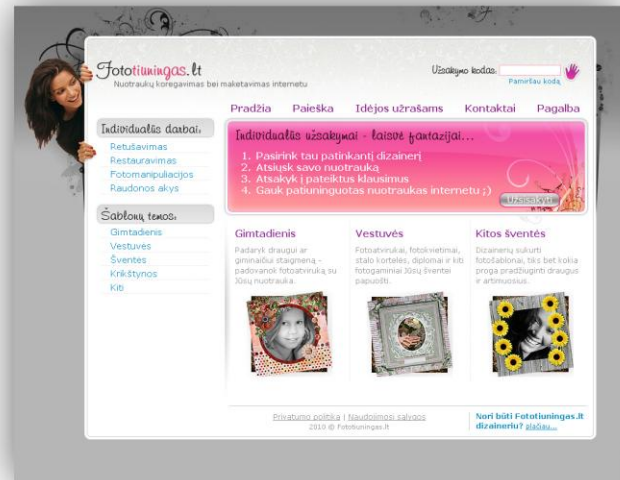 Fototiuningas.lt
Nuotraukų koregavimas bei maketavimas internetu
Užsakymo kodas:
Pamiršau kodą
Pradžia Paieška Idėjos užrašams Kontaktai Pagalba
Individualūs darbai:
Retušavimas
Restauravimas
Fotomanipuliacijos
Raudonos akys
Šablonų temos:
Gimtadienis
Vestuvės
Šventės
Krikštynos
Kiti
Individualūs užsakymai - laisvė fantazijai...
1. Pasirink tau patinkantį dizainerį
2. Atsiųsk savo nuotrauką
3. Atsakyk į pateiktus klausimus
4. Gauk patiuninguotas nuotraukas internetu ;)
UŽSISAKYTI
Gimtadienis
Padaryk draugui ar
giminaičiui staigmeną -
padovanok fotoatviruką su
Jūsų nuotrauka.
Vestuvės
Fotoatvirukai, fotokvietimai,
stalo kortelės, diplomai ir kiti
fotogaminiai Jūsų šventei
papuošti.
Kitos šventės
Dizainerių sukurti
fotošablonai, tiks bet kokia
proga pradžiuginti draugus
ir artimuosius.
Privatumo politika | Naudojimosi sąlygos
2010 @ Fototiuningas.lt
Nori būti Fototiuningas.lt
dizaineriu? plačiau...